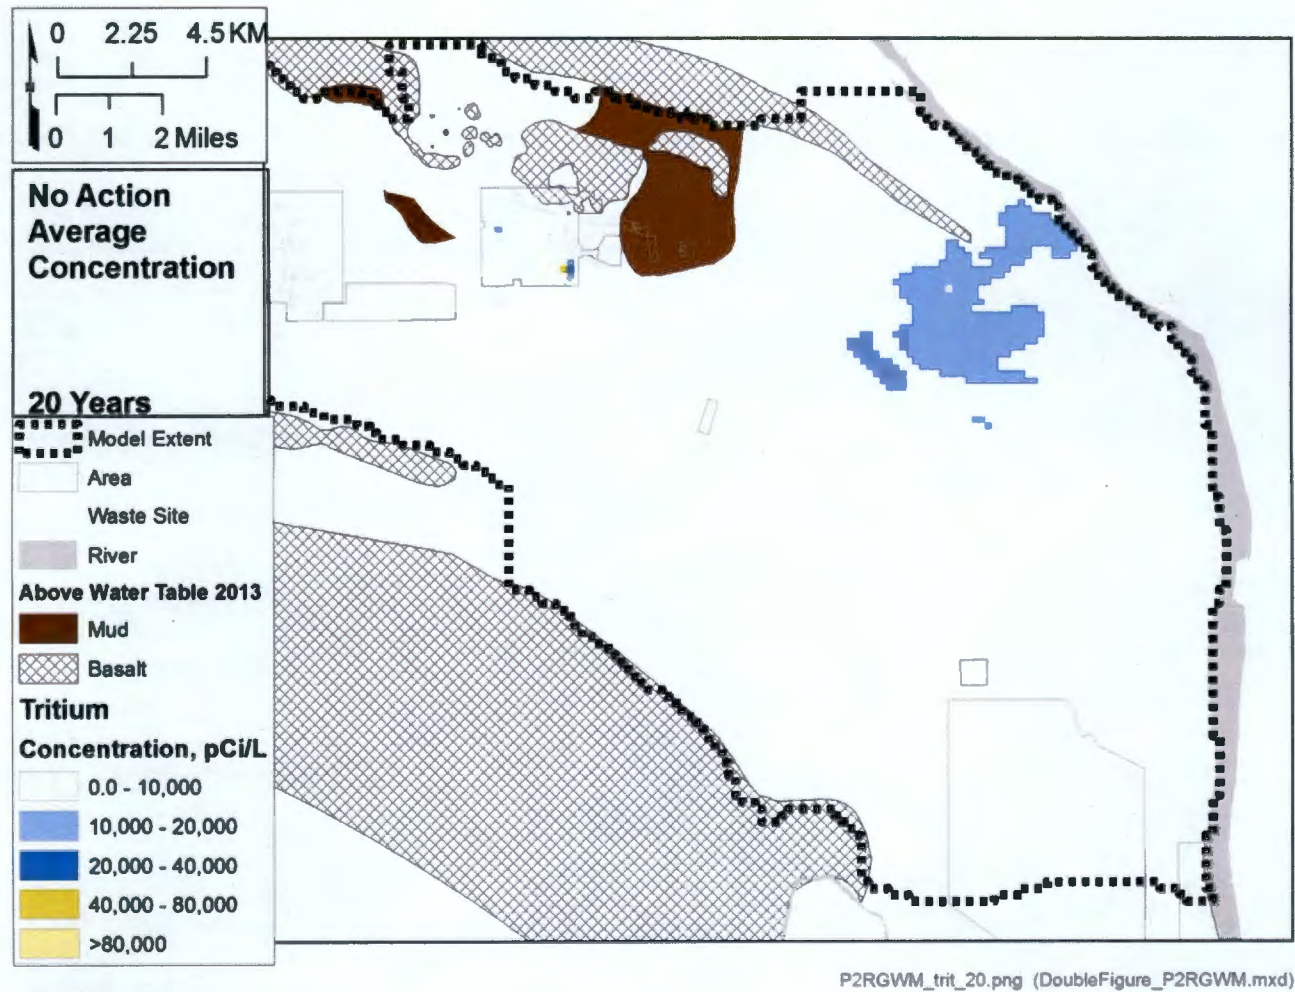 0 2.25 4.5 KM
0 1 2 Miles
No Action
Average
Concentration
20 Years
Model Extent
Area
Waste Site
River
Above Water Table 2013
Mud
Basalt
Tritium
Concentration, pCi/L
0.0 - 10,000
10,000 - 20,000
20,000 - 40,000
40,000 - 80,000
>80,000
P2RGWM_trit_20.png (DoubleFigure_P2RGWM.mxd)